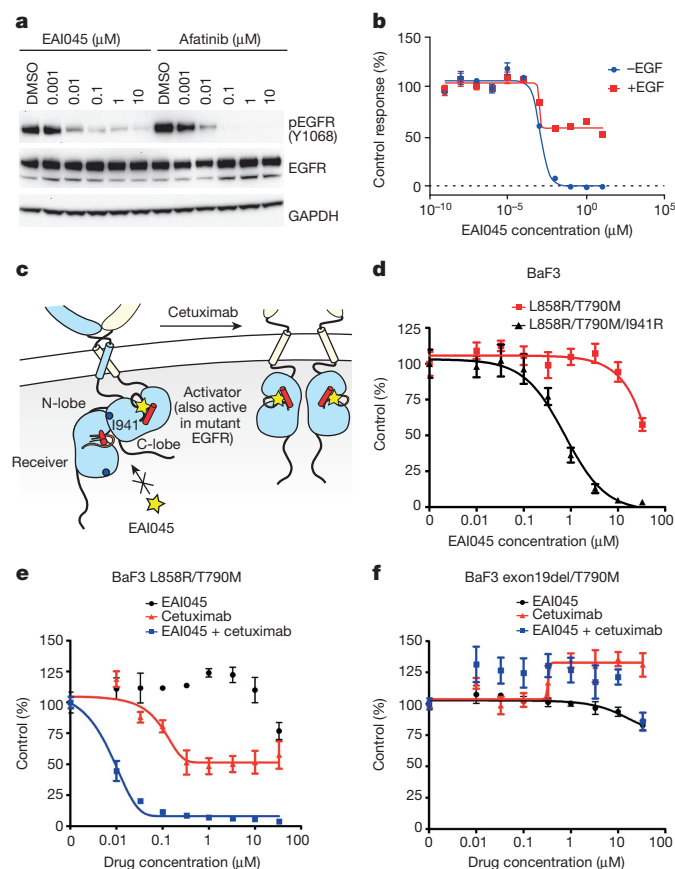 a
EAI045 (μM) Afatinib (μM)
DMSO 0.001 0.01 0.1 1 10 DMSO 0.001 0.01 0.1 1 10
pEGFR
(Y1068)
EGFR
GAPDH
b
Control response (%)
150
100
50
0
10⁻¹⁰ 10⁻⁵ 10⁰ 10⁵
EAI045 concentration (μM)
–EGF
+EGF
c
Cetuximab
N-lobe
I941
C-lobe
Receiver
Activator
(also active
in mutant
EGFR)
EAI045
d
BaF3
L858R/T790M
L858R/T790M/I941R
Control (%)
125
100
75
50
25
0
0 0.01 0.1 1 10 100
EAI045 concentration (μM)
e
BaF3 L858R/T790M
EAI045
Cetuximab
EAI045 + cetuximab
Control (%)
150
125
100
75
50
25
0
0 0.01 0.1 1 10 100
Drug concentration (μM)
f
BaF3 exon19del/T790M
EAI045
Cetuximab
EAI045 + cetuximab
Control (%)
150
125
100
75
50
25
0
0 0.01 0.1 1 10 100
Drug concentration (μM)